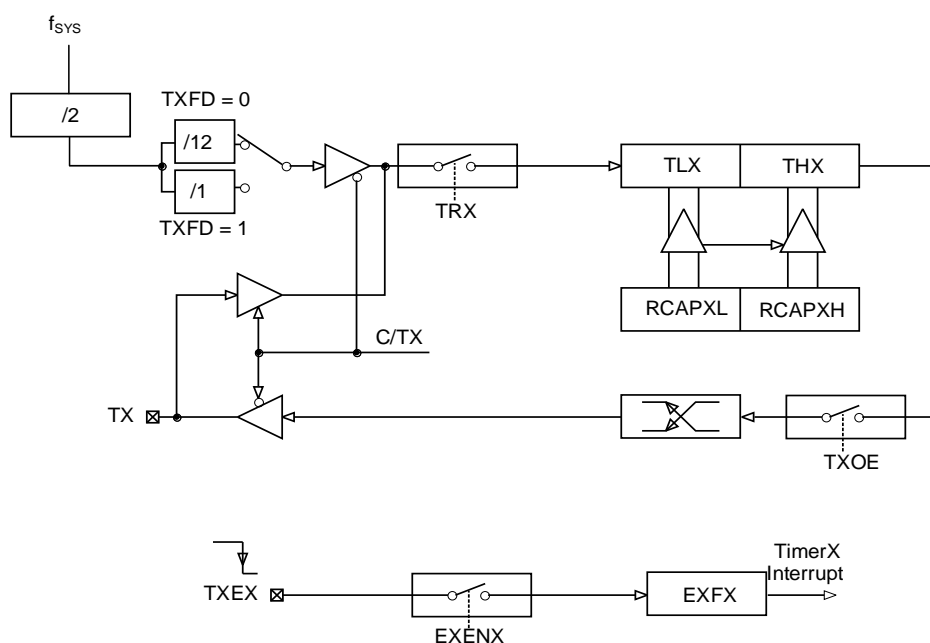 fSYS
/2
TXFD = 0
/12
/1
TXFD = 1
TRX
TLX
THX
RCAPXL
RCAPXH
C/TX
TX
TXOE
TXEX
EXENX
EXFX
TimerX
Interrupt